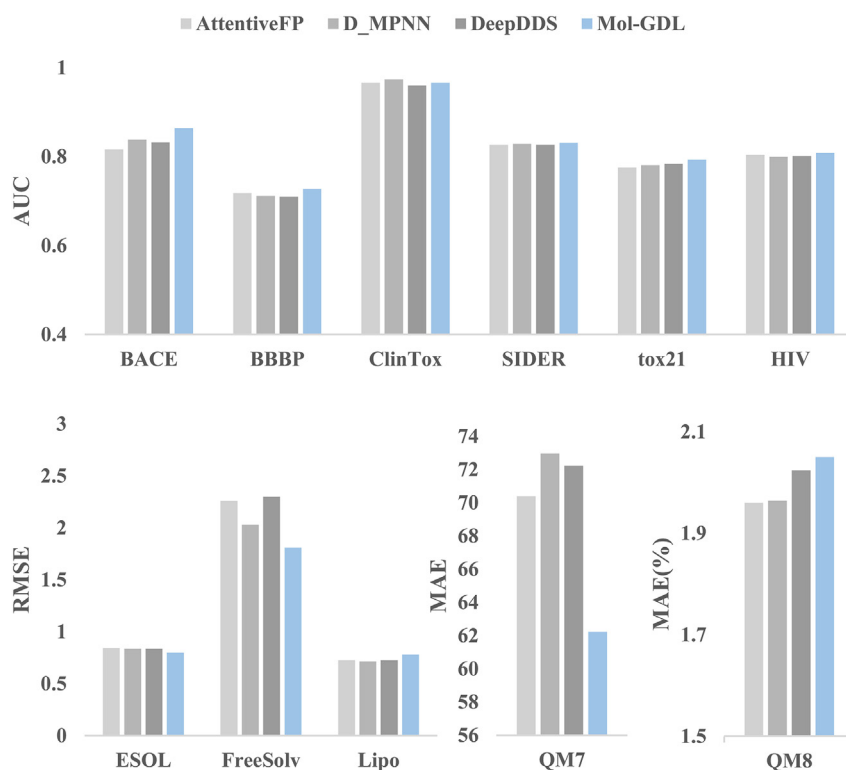 AttentiveFP D_MPNN DeepDDS Mol-GDL
AUC
1
0.8
0.6
0.4
BACE BBBP ClinTox SIDER tox21 HIV
RMSE
3
2.5
2
1.5
1
0.5
0
ESOL FreeSolv Lipo
MAE
74
72
70
68
66
64
62
60
58
56
QM7
MAE(%)
2.1
1.9
1.7
1.5
QM8